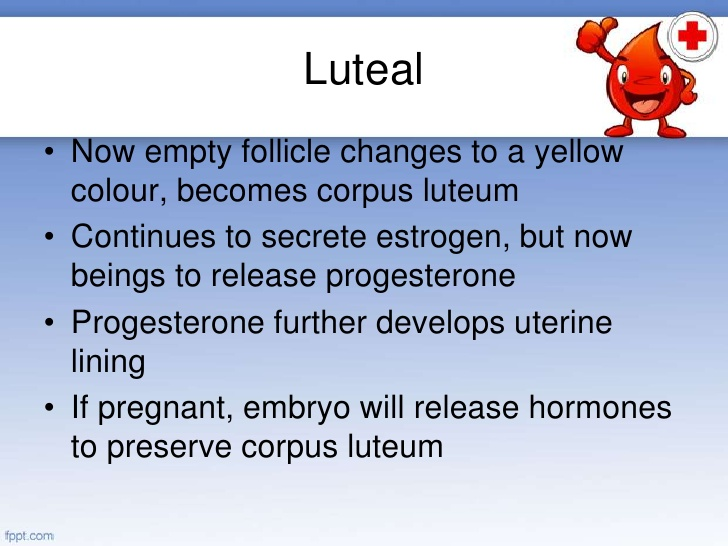 Luteal
• Now empty follicle changes to a yellow
colour, becomes corpus luteum
• Continues to secrete estrogen, but now
beings to release progesterone
• Progesterone further develops uterine
lining
• If pregnant, embryo will release hormones
to preserve corpus luteum
fppt.com